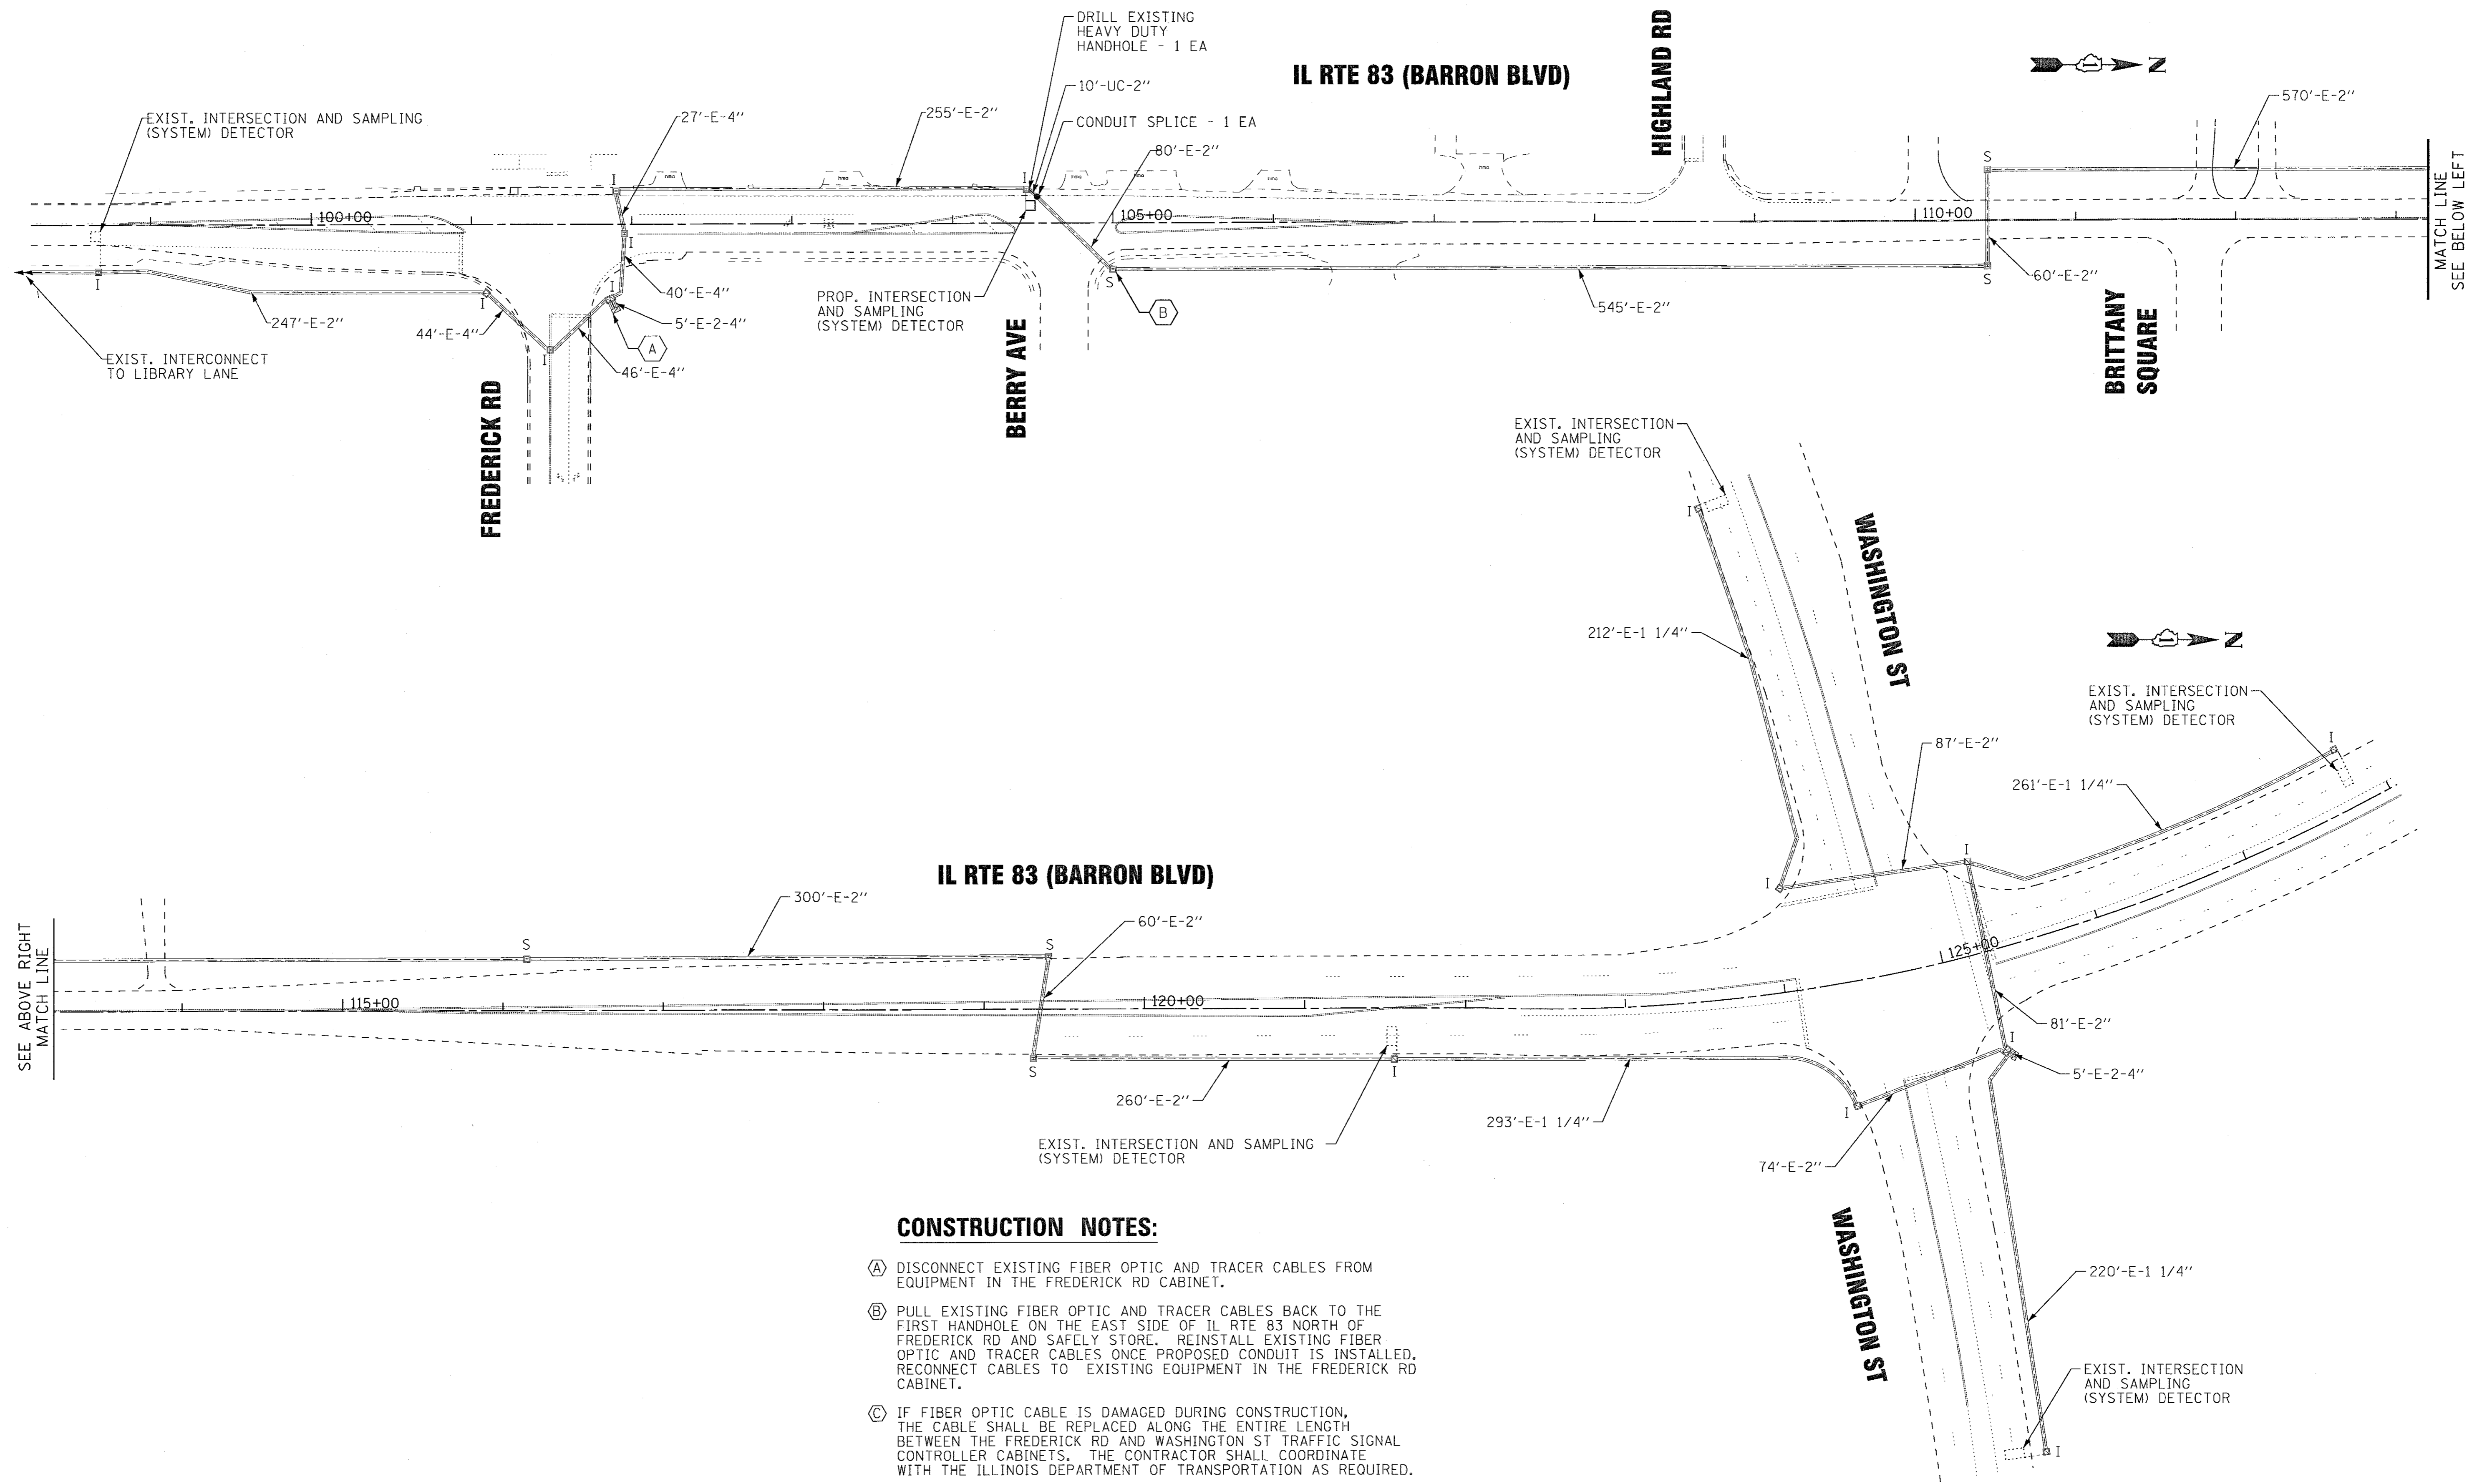 DRILL EXISTING
HEAVY DUTY
HANDHOLE - 1 EA
10'-UC-2"
CONDUIT SPLICE - 1 EA
80'-E-2"
IL RTE 83 (BARRON BLVD)
HIGHLAND RD
N
570'-E-2"
EXIST. INTERSECTION AND SAMPLING
(SYSTEM) DETECTOR
27'-E-4"
255'-E-2"
hma
hma
hma
hma
hma
hma
I
I
S
100+00
105+00
110+00
MATCH LINE
SEE BELOW LEFT
I
I
I
I
I
S
S
247'-E-2"
44'-E-4"
40'-E-4"
5'-E-2-4"
A
46'-E-4"
EXIST. INTERCONNECT
TO LIBRARY LANE
PROP. INTERSECTION
AND SAMPLING
(SYSTEM) DETECTOR
B
545'-E-2"
60'-E-2"
FREDERICK RD
BERRY AVE
BRITTANY
SQUARE
EXIST. INTERSECTION
AND SAMPLING
(SYSTEM) DETECTOR
I
WASHINGTON ST
212'-E-1 1/4"
N
EXIST. INTERSECTION
AND SAMPLING
(SYSTEM) DETECTOR
I
87'-E-2"
261'-E-1 1/4"
I
I
IL RTE 83 (BARRON BLVD)
300'-E-2"
60'-E-2"
SEE ABOVE RIGHT
MATCH LINE
S
S
115+00
120+00
125+00
81'-E-2"
I
5'-E-2-4"
S
I
I
260'-E-2"
293'-E-1 1/4"
74'-E-2"
EXIST. INTERSECTION AND SAMPLING
(SYSTEM) DETECTOR
WASHINGTON ST
220'-E-1 1/4"
EXIST. INTERSECTION
AND SAMPLING
(SYSTEM) DETECTOR
I
CONSTRUCTION NOTES:
A DISCONNECT EXISTING FIBER OPTIC AND TRACER CABLES FROM
EQUIPMENT IN THE FREDERICK RD CABINET.
B PULL EXISTING FIBER OPTIC AND TRACER CABLES BACK TO THE
FIRST HANDHOLE ON THE EAST SIDE OF IL RTE 83 NORTH OF
FREDERICK RD AND SAFELY STORE. REINSTALL EXISTING FIBER
OPTIC AND TRACER CABLES ONCE PROPOSED CONDUIT IS INSTALLED.
RECONNECT CABLES TO EXISTING EQUIPMENT IN THE FREDERICK RD
CABINET.
C IF FIBER OPTIC CABLE IS DAMAGED DURING CONSTRUCTION,
THE CABLE SHALL BE REPLACED ALONG THE ENTIRE LENGTH
BETWEEN THE FREDERICK RD AND WASHINGTON ST TRAFFIC SIGNAL
CONTROLLER CABINETS. THE CONTRACTOR SHALL COORDINATE
WITH THE ILLINOIS DEPARTMENT OF TRANSPORTATION AS REQUIRED.